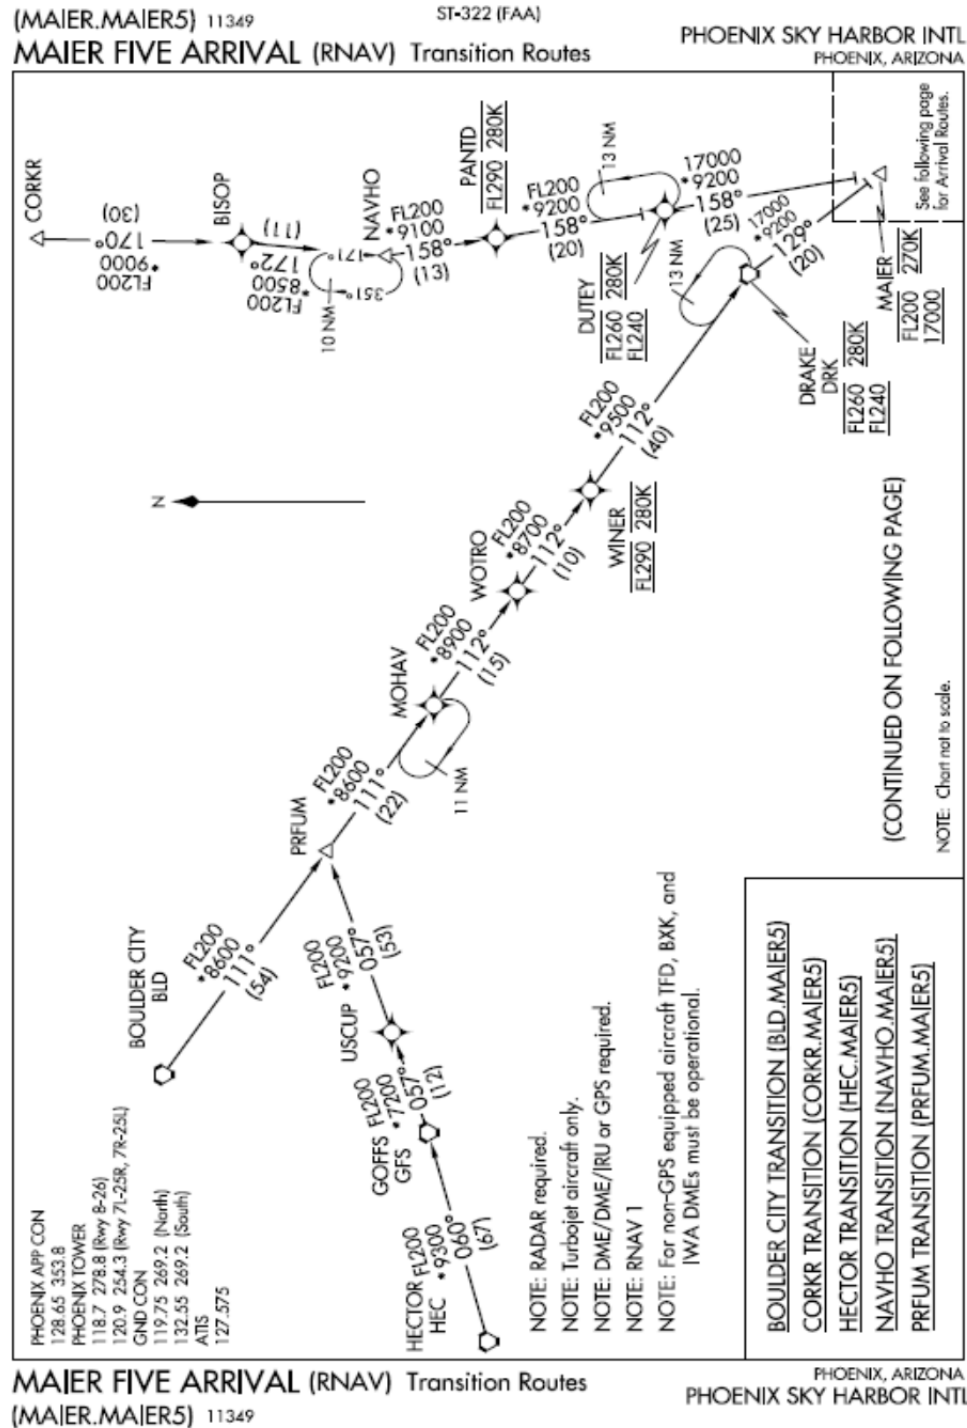 (MAIER.MAIER5) 11349
ST-322 (FAA)
MAIER FIVE ARRIVAL (RNAV) Transition Routes
PHOENIX SKY HARBOR INTL
PHOENIX, ARIZONA
See following page
for Arrival Routes.
CORKR
170°
(30)
FL200
*9000
BISOP
(11)
172°
*8500
FL200
NAVHO
171°
351°
10 NM
FL200
*9100
158°
(13)
PANTD
FL290 280K
FL200
*9200
158°
(20)
13 NM
DUTEY
FL260 280K
FL240
17000
*9200
158°
(25)
13 NM
17000
*9200
129°
(20)
MAIER
FL200 270K
17000
DRAKE
DRK
FL260 280K
FL240
FL200
*9500
112°
(40)
N
WINER
FL290 280K
WOTRO
FL200
*8700
112°
(10)
MOHAV
FL200
*8900
112°
(15)
11 NM
PRFUM
FL200
*8600
111°
(22)
BOULDER CITY
BLD
FL200
*8600
111°
(54)
USCUP
FL200
*9200
057°
(53)
GOFFS
GFS
FL200
*7200
057°
(12)
HECTOR
HEC
FL200
*9300
060°
(67)
PHOENIX APP CON
128.65 353.8
PHOENIX TOWER
118.7 278.8 (Rwy 8-26)
120.9 254.3 (Rwy 7L-25R, 7R-25L)
GND CON
119.75 269.2 (North)
132.55 269.2 (South)
ATIS
127.575
NOTE: RADAR required.
NOTE: Turbojet aircraft only.
NOTE: DME/DME/IRU or GPS required.
NOTE: RNAV 1
NOTE: For non-GPS equipped aircraft TFD, BXK, and
IWA DMEs must be operational.
(CONTINUED ON FOLLOWING PAGE)
NOTE: Chart not to scale.
BOULDER CITY TRANSITION (BLD.MAIER5)
CORKR TRANSITION (CORKR.MAIER5)
HECTOR TRANSITION (HEC.MAIER5)
NAVHO TRANSITION (NAVHO.MAIER5)
PRFUM TRANSITION (PRFUM.MAIER5)
MAIER FIVE ARRIVAL (RNAV) Transition Routes
(MAIER.MAIER5) 11349
PHOENIX, ARIZONA
PHOENIX SKY HARBOR INTL